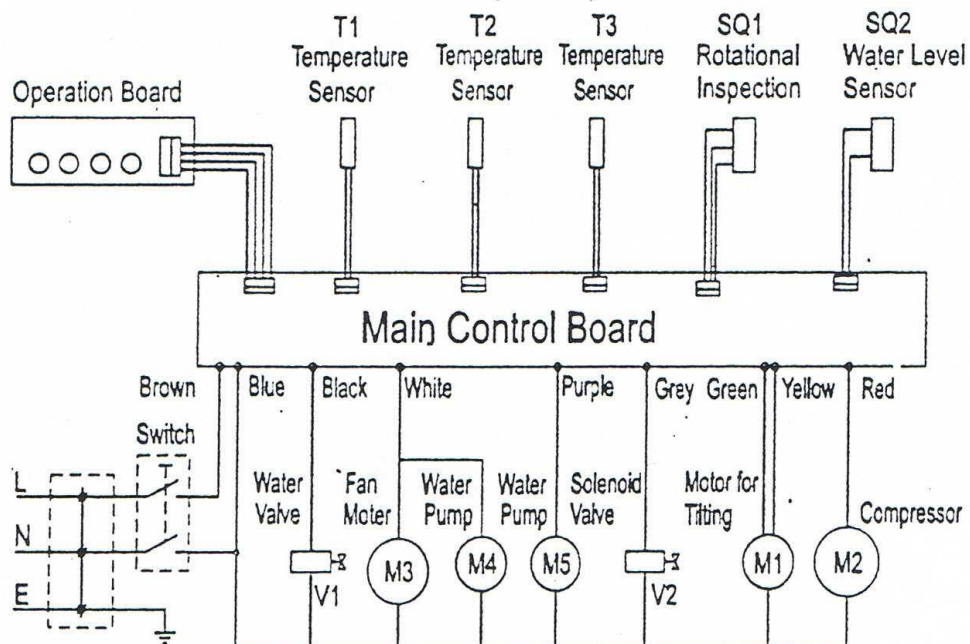 T1
Temperature
Sensor
T2
Temperature
Sensor
T3
Temperature
Sensor
SQ1
Rotational
Inspection
SQ2
Water Level
Sensor
Operation Board
Main Control Board
Brown
Blue
Black
White
Purple
Grey
Green
Yellow
Red
Switch
L
N
E
Water
Valve
V1
Fan
Moter
M3
Water
Pump
M4
Water
Pump
M5
Solenoid
Valve
V2
Motor for
Tilting
M1
Compressor
M2